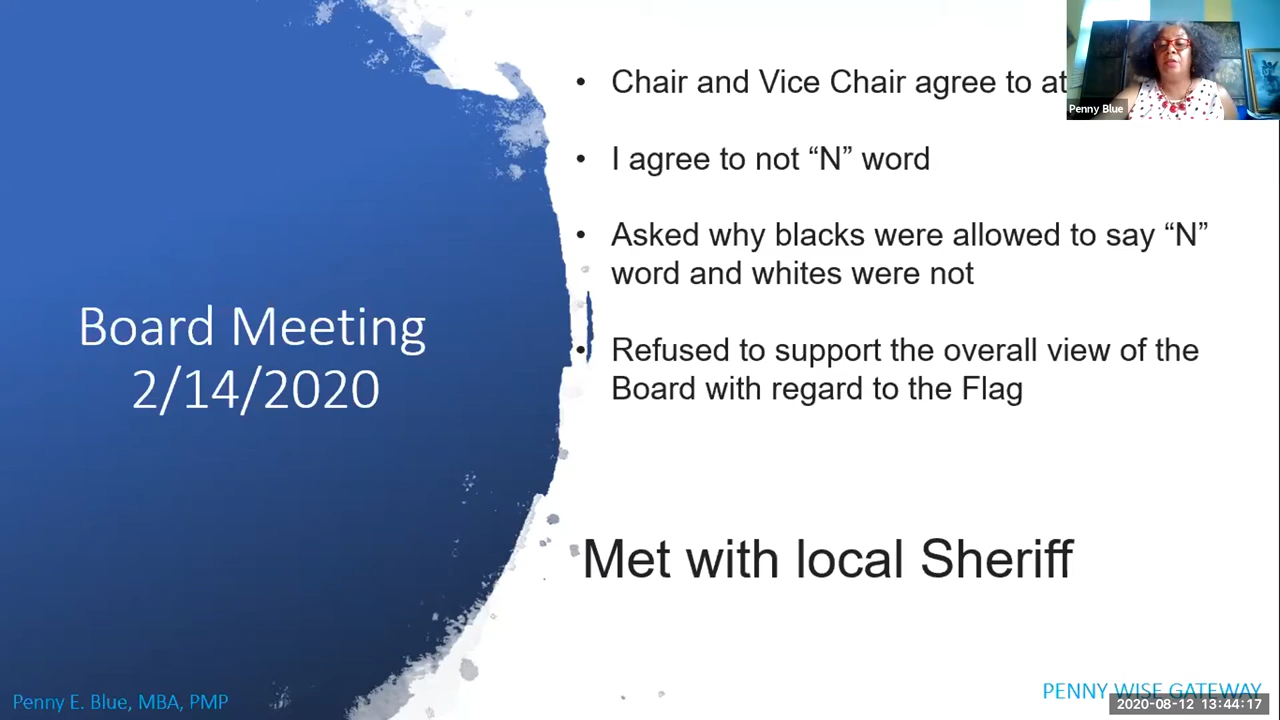 • Chair and Vice Chair agree to at
Penny Blue
• I agree to not “N” word
• Asked why blacks were allowed to say “N”
word and whites were not
Board Meeting
2/14/2020
• Refused to support the overall view of the
Board with regard to the Flag
Met with local Sheriff
Penny E. Blue, MBA, PMP
PENNY WISE GATEWAY
2020-08-12 13:44:17